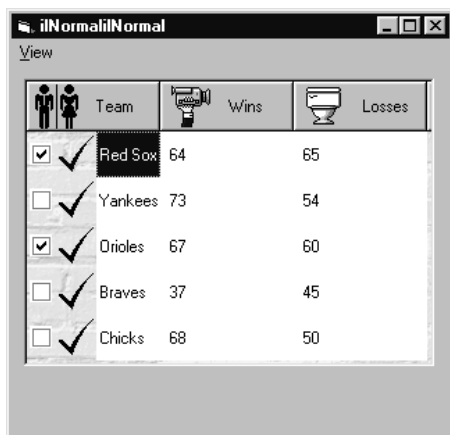 ilNormalilNormal
View
Team Wins Losses
Red Sox 64 65
Yankees 73 54
Orioles 67 60
Braves 37 45
Chicks 68 50